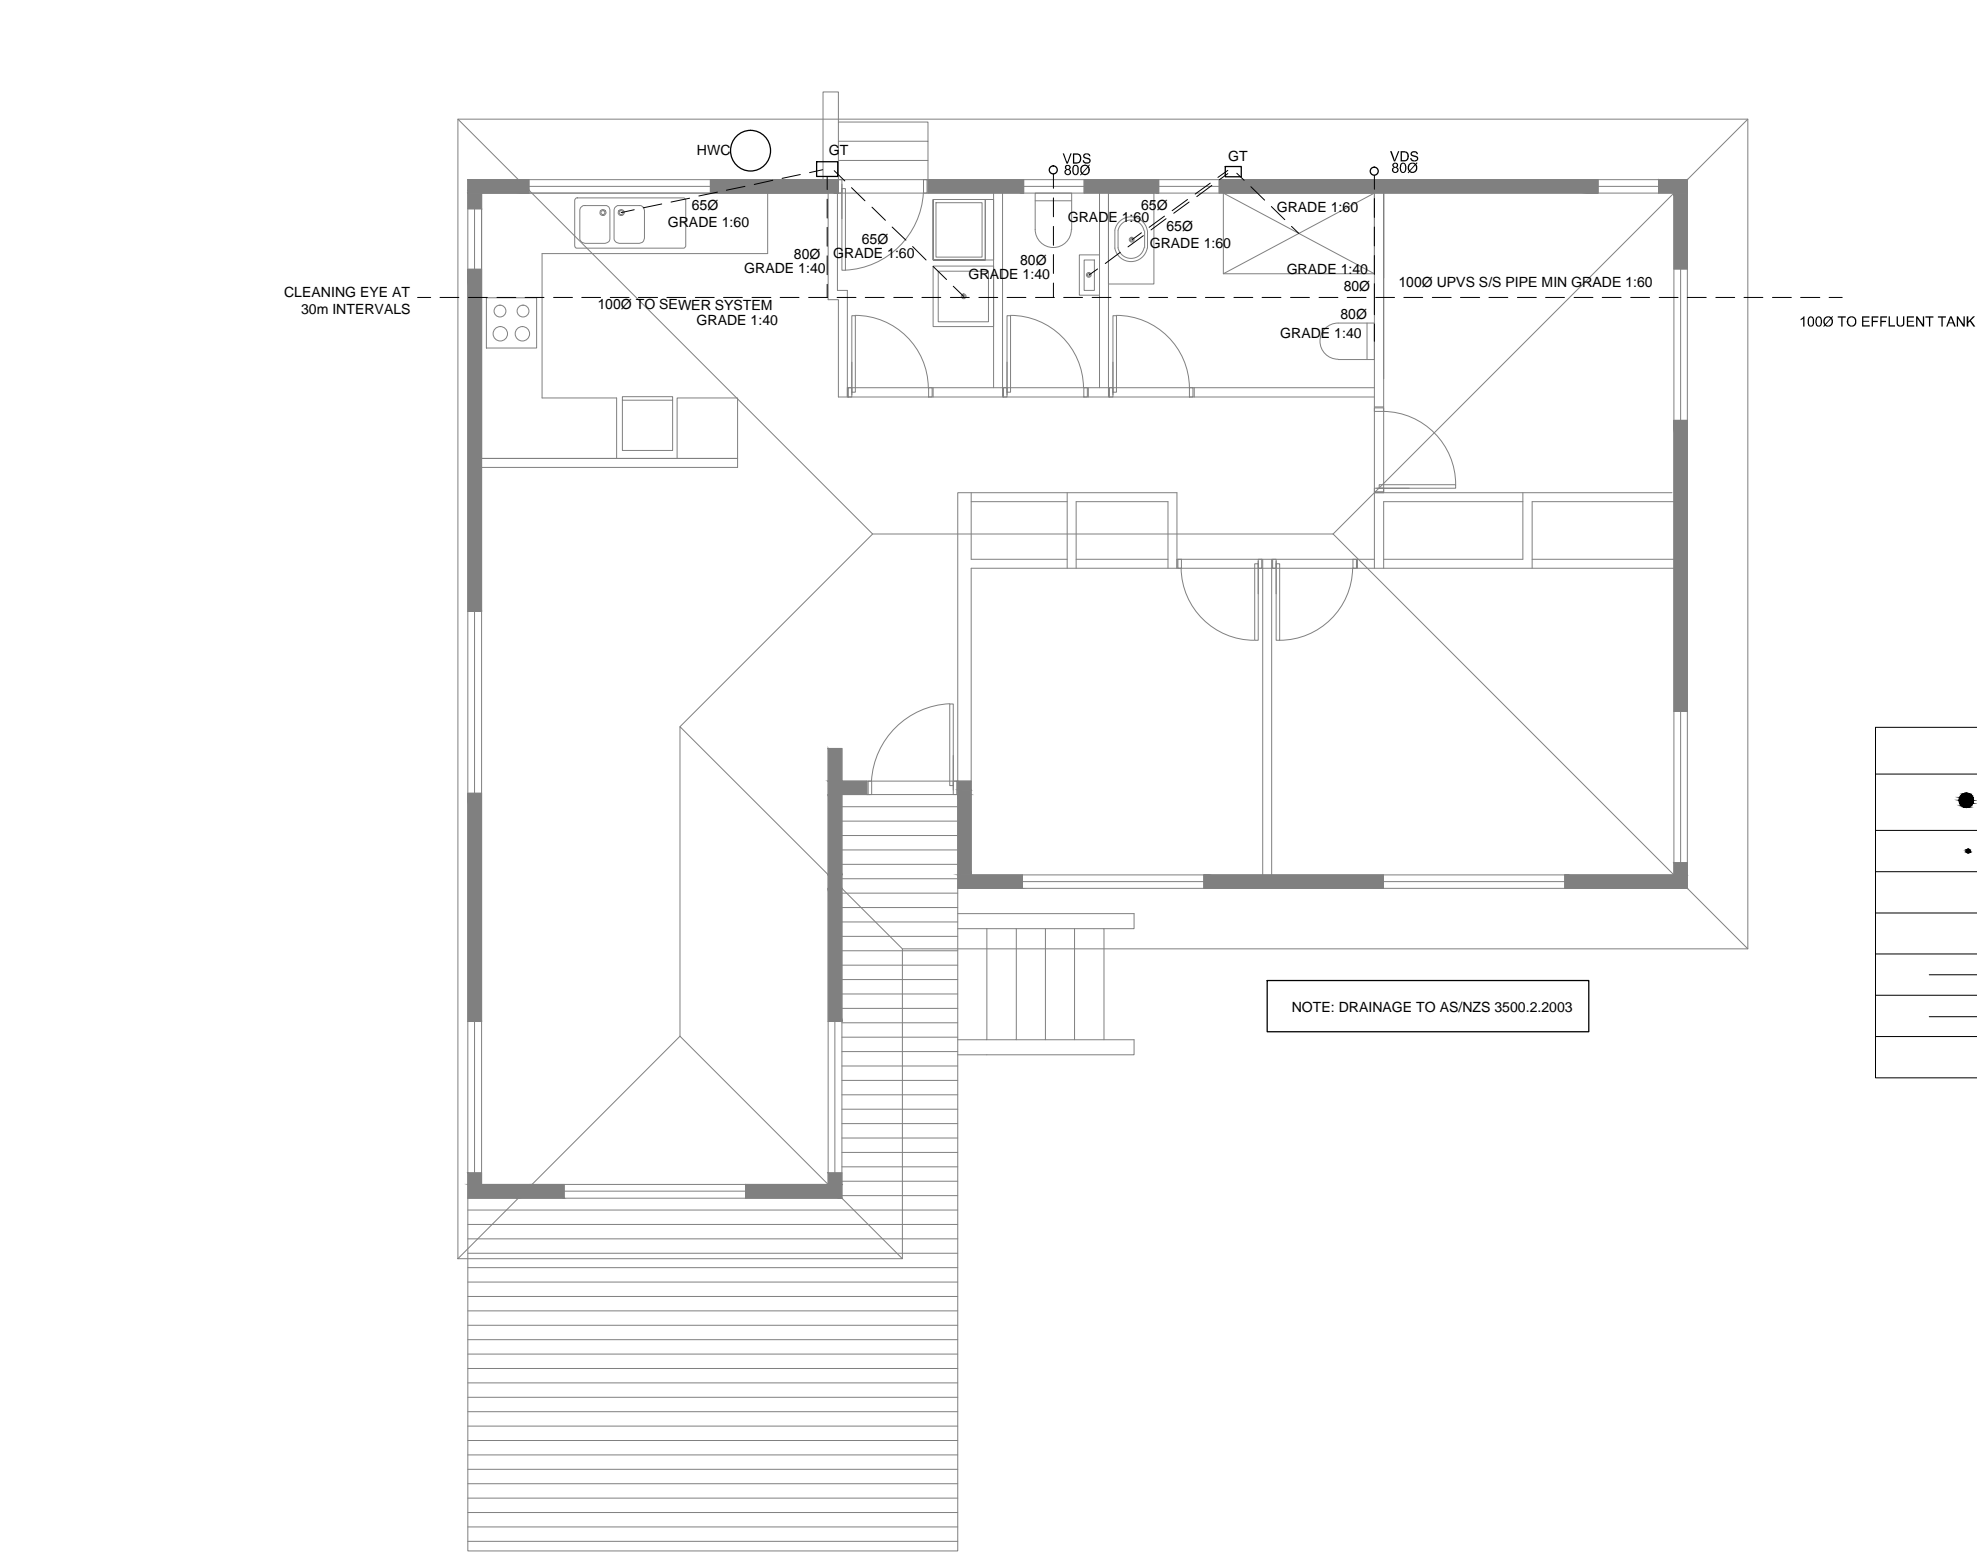 HWC
GT
VDS
80Ø
GT
VDS
80Ø
65Ø
GRADE 1:60
65Ø
GRADE 1:60
80Ø
GRADE 1:40
GRADE 1:60
65Ø
65Ø
GRADE 1:60
80Ø
GRADE 1:40
GRADE 1:60
GRADE 1:40
80Ø
80Ø
GRADE 1:40
100Ø UPVS S/S PIPE MIN GRADE 1:60
CLEANING EYE AT
30m INTERVALS
100Ø TO SEWER SYSTEM
GRADE 1:40
100Ø TO EFFLUENT TANK
NOTE: DRAINAGE TO AS/NZS 3500.2.2003